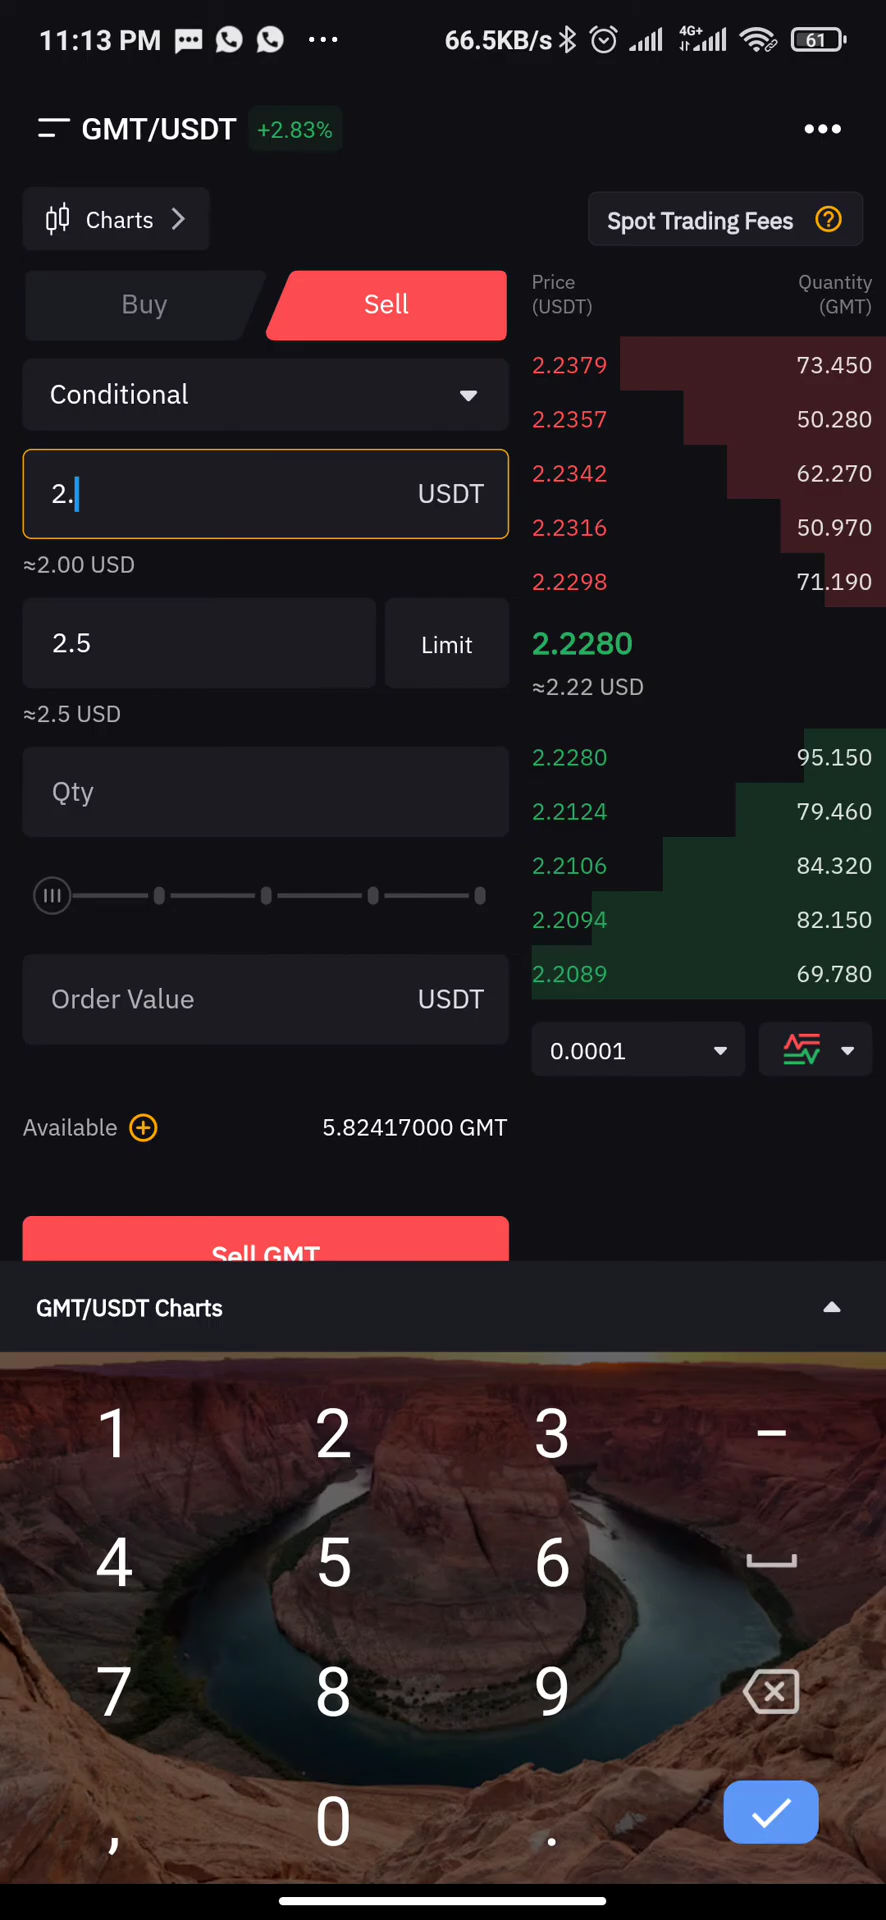 11:13 PM ... 66.5KB/s 4G+ 61
GMT/USDT +2.83% •••
Charts Spot Trading Fees ?
Buy Sell
Conditional
2. USDT
≈2.00 USD
2.5 Limit
≈2.5 USD
Qty
Order Value USDT
Available 5.82417000 GMT
Sell GMT
Price Quantity
(USDT) (GMT)
2.2379 73.450
2.2357 50.280
2.2342 62.270
2.2316 50.970
2.2298 71.190
2.2280
≈2.22 USD
2.2280 95.150
2.2124 79.460
2.2106 84.320
2.2094 82.150
2.2089 69.780
0.0001
GMT/USDT Charts
1 2 3 –
4 5 6
7 8 9
, 0 .